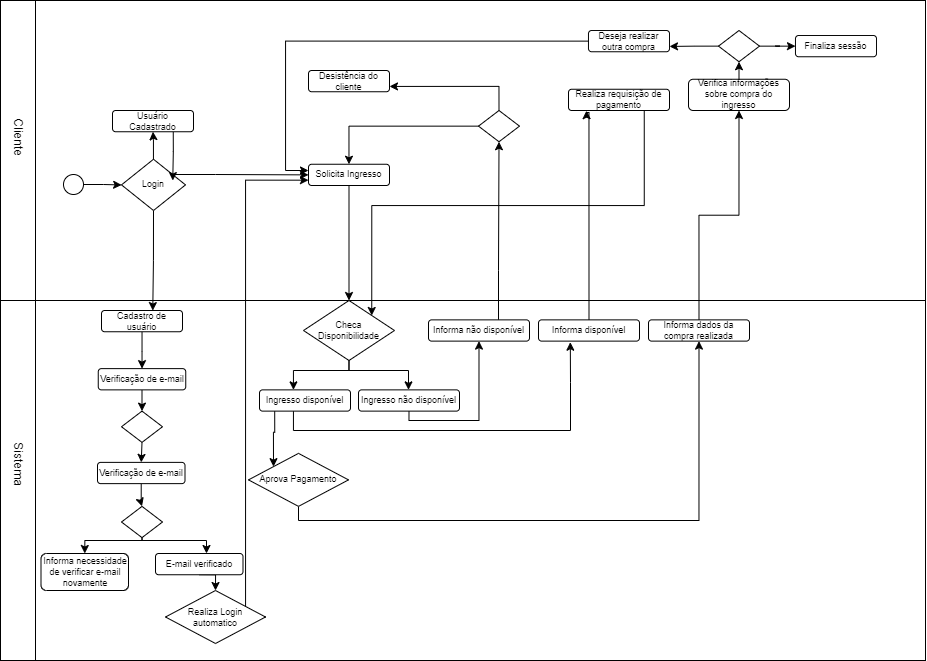 Cliente
Deseja realizar
outra compra
Finaliza sessão
Desistência do
cliente
Realiza requisição de
pagamento
Verifica informações
sobre compra do
ingresso
Usuário
Cadastrado
Login
Solicita Ingresso
Sistema
Cadastro de
usuário
Checa
Disponibilidade
Informa não disponível
Informa disponível
Informa dados da
compra realizada
Verificação de e-mail
Ingresso disponível
Ingresso não disponível
Verificação de e-mail
Aprova Pagamento
Informa necessidade
de verificar e-mail
novamente
E-mail verificado
Realiza Login
automatico